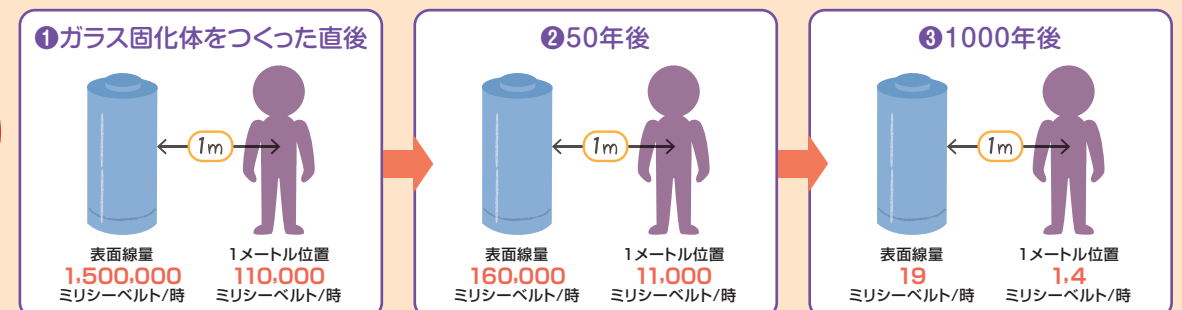 ❶ガラス固化体をつくった直後
1m
表面線量
1,500,000
ミリシーベルト/時
1メートル位置
110,000
ミリシーベルト/時
❷50年後
1m
表面線量
160,000
ミリシーベルト/時
1メートル位置
11,000
ミリシーベルト/時
❸1000年後
1m
表面線量
19
ミリシーベルト/時
1メートル位置
1,4
ミリシーベルト/時